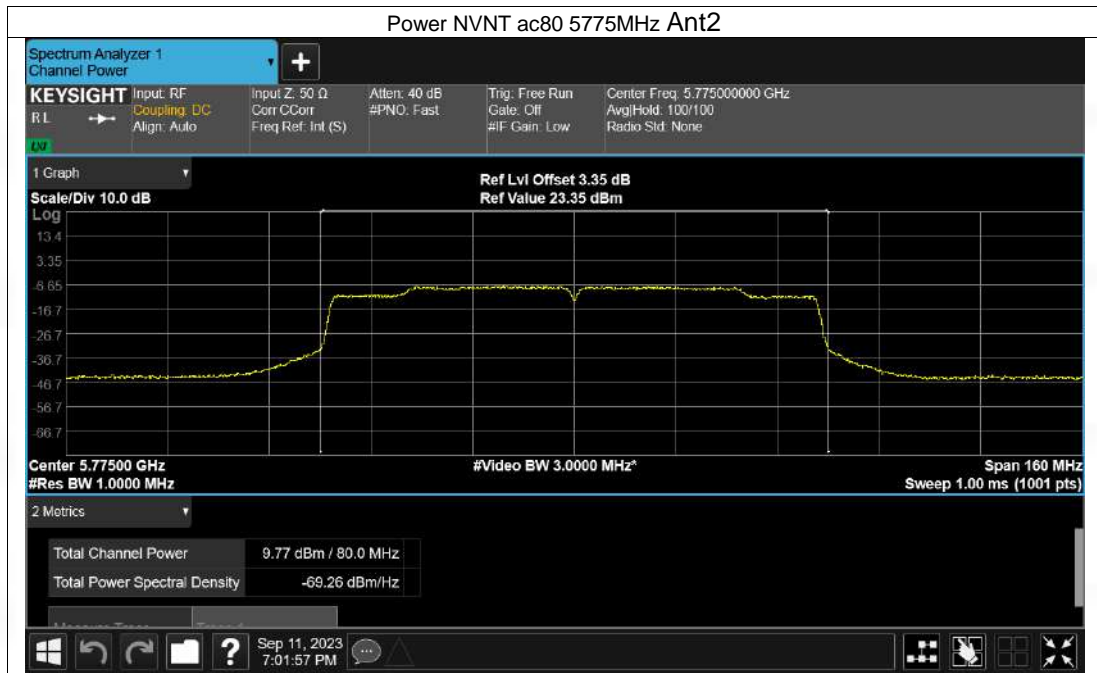 Power NVNT ac80 5775MHz Ant2
Spectrum Analyzer 1
Channel Power
KEYSIGHT
R L
LXI
Input: RF
Coupling: DC
Align: Auto
Input Z: 50 Ω
Corr CCorr
Freq Ref: Int (S)
Atten: 40 dB
#PNO: Fast
Trig: Free Run
Gate: Off
#IF Gain: Low
Center Freq: 5.775000000 GHz
Avg|Hold: 100/100
Radio Std: None
1 Graph
Scale/Div 10.0 dB
Ref Lvl Offset 3.35 dB
Ref Value 23.35 dBm
Log
13.4
3.35
-6.65
-16.7
-26.7
-36.7
-46.7
-56.7
-66.7
Center 5.77500 GHz
#Res BW 1.0000 MHz
#Video BW 3.0000 MHz*
Span 160 MHz
Sweep 1.00 ms (1001 pts)
2 Metrics
Total Channel Power 9.77 dBm / 80.0 MHz
Total Power Spectral Density -69.26 dBm/Hz
Sep 11, 2023
7:01:57 PM